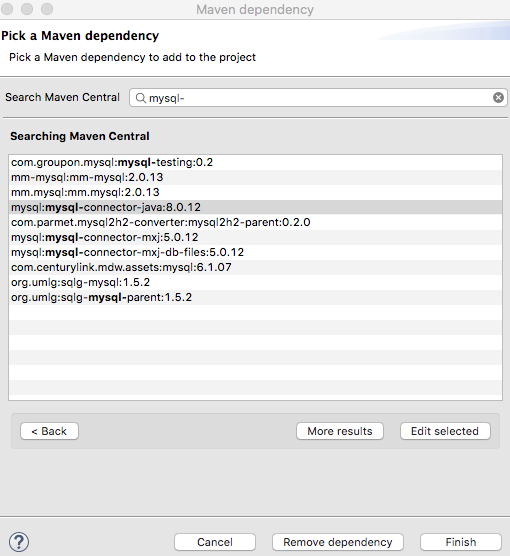 Maven dependency
Pick a Maven dependency
Pick a Maven dependency to add to the project
Search Maven Central mysql-
Searching Maven Central
com.groupon.mysql:mysql-testing:0.2
mm-mysql:mm-mysql:2.0.13
mm.mysql:mm.mysql:2.0.13
mysql:mysql-connector-java:8.0.12
com.parmet.mysql2h2-converter:mysql2h2-parent:0.2.0
mysql:mysql-connector-mxj:5.0.12
mysql:mysql-connector-mxj-db-files:5.0.12
com.centurylink.mdw.assets:mysql:6.1.07
org.umlg:sqlg-mysql:1.5.2
org.umlg:sqlg-mysql-parent:1.5.2
< Back More results Edit selected
? Cancel Remove dependency Finish